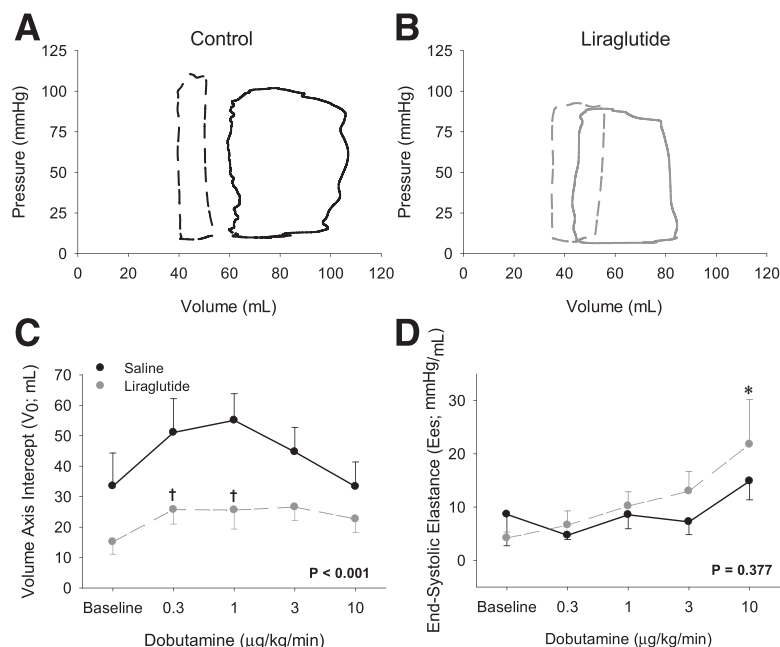 A
B
Control
Liraglutide
Pressure (mmHg)
125
100
75
50
25
0
0 20 40 60 80 100 120
Volume (mL)
Pressure (mmHg)
125
100
75
50
25
0
0 20 40 60 80 100 120
Volume (mL)
C
D
Volume Axis Intercept (V0; mL)
70
60
50
40
30
20
10
0
Saline
Liraglutide
† †
P < 0.001
Baseline 0.3 1 3 10
Dobutamine (μg/kg/min)
End-Systolic Elastance (Ees; mmHg/mL)
30
20
10
0
*
P = 0.377
Baseline 0.3 1 3 10
Dobutamine (μg/kg/min)